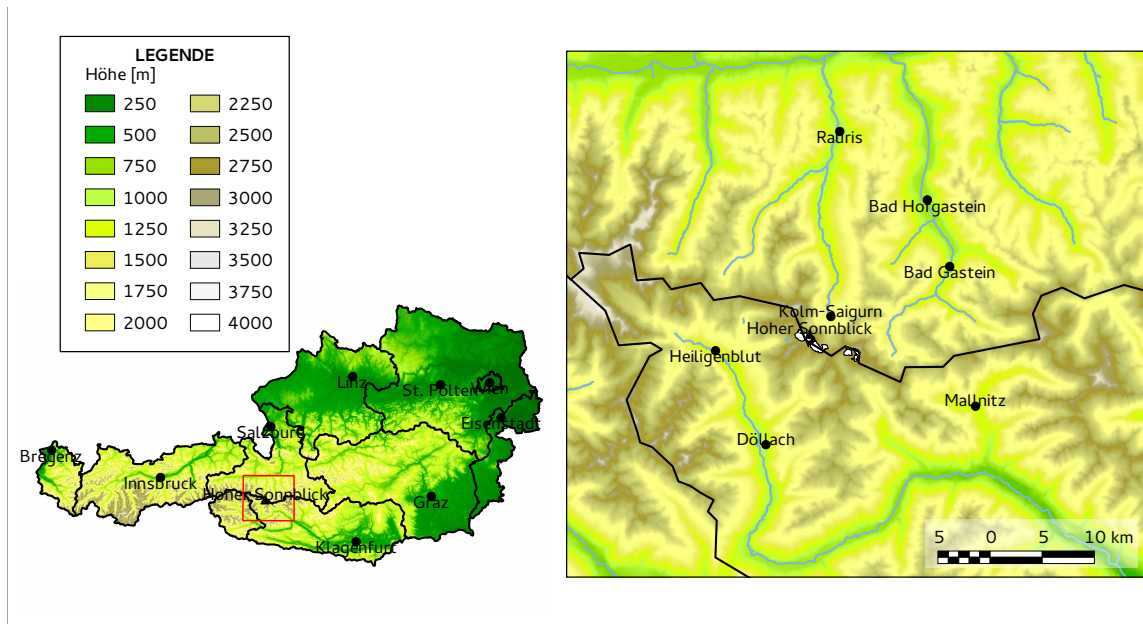 LEGENDE
Höhe [m]
250 2250
500 2500
750 2750
1000 3000
1250 3250
1500 3500
1750 3750
2000 4000
Linz
St. Pölten
Wien
Eisenstadt
Salzburg
Bregenz
Innsbruck
Hoher Sonnblick
Graz
Klagenfurt
Rauris
Bad Hofgastein
Bad Gastein
Kolm-Saigurn
Hoher Sonnblick
Heiligenblut
Mallnitz
Döllach
5 0 5 10 km